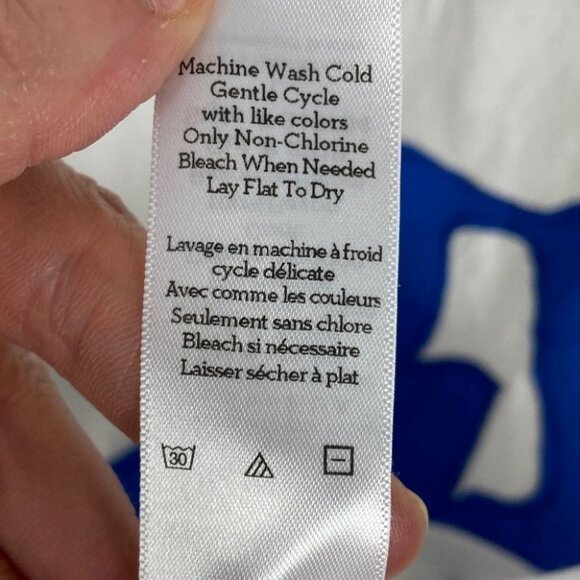 Machine Wash Cold
Gentle Cycle
with like colors
Only Non-Chlorine
Bleach When Needed
Lay Flat To Dry
Lavage en machine à froid
cycle délicate
Avec comme les couleurs
Seulement sans chlore
Bleach si nécessaire
Laisser sécher à plat
30